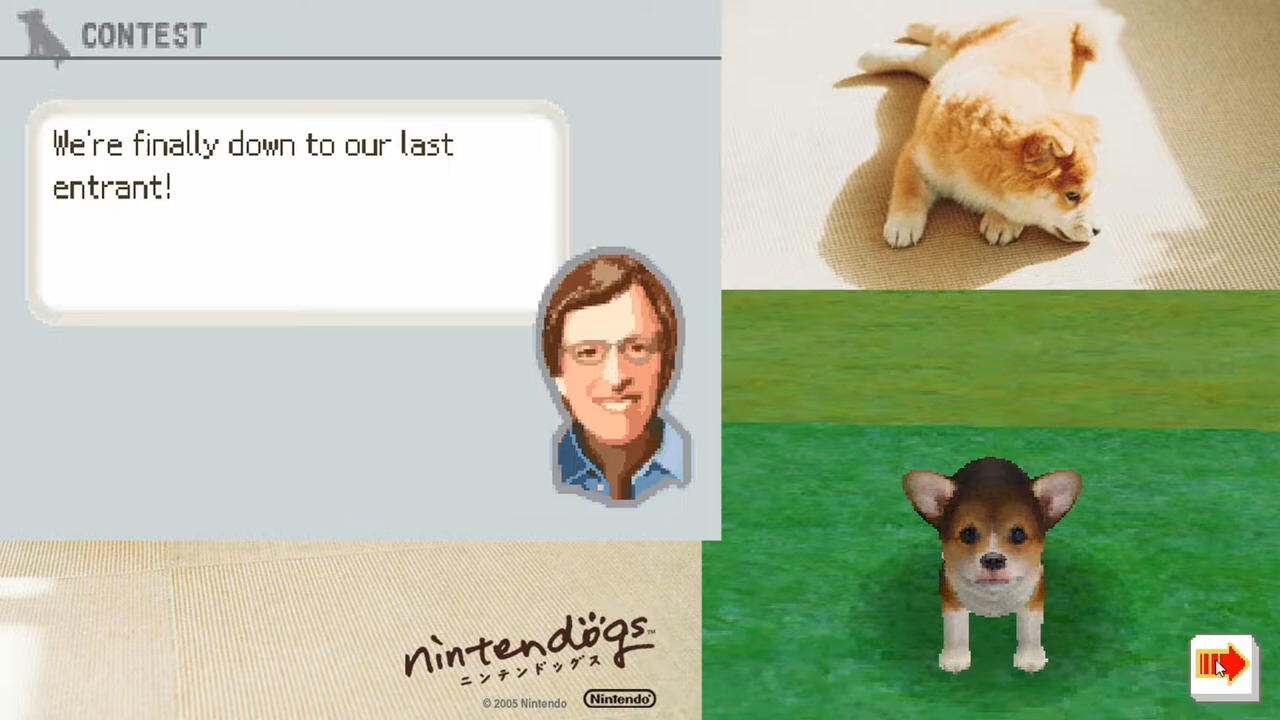 CONTEST
We're finally down to our last
entrant!
nintendogs™
ニンテンドッグス
© 2005 Nintendo
Nintendo®